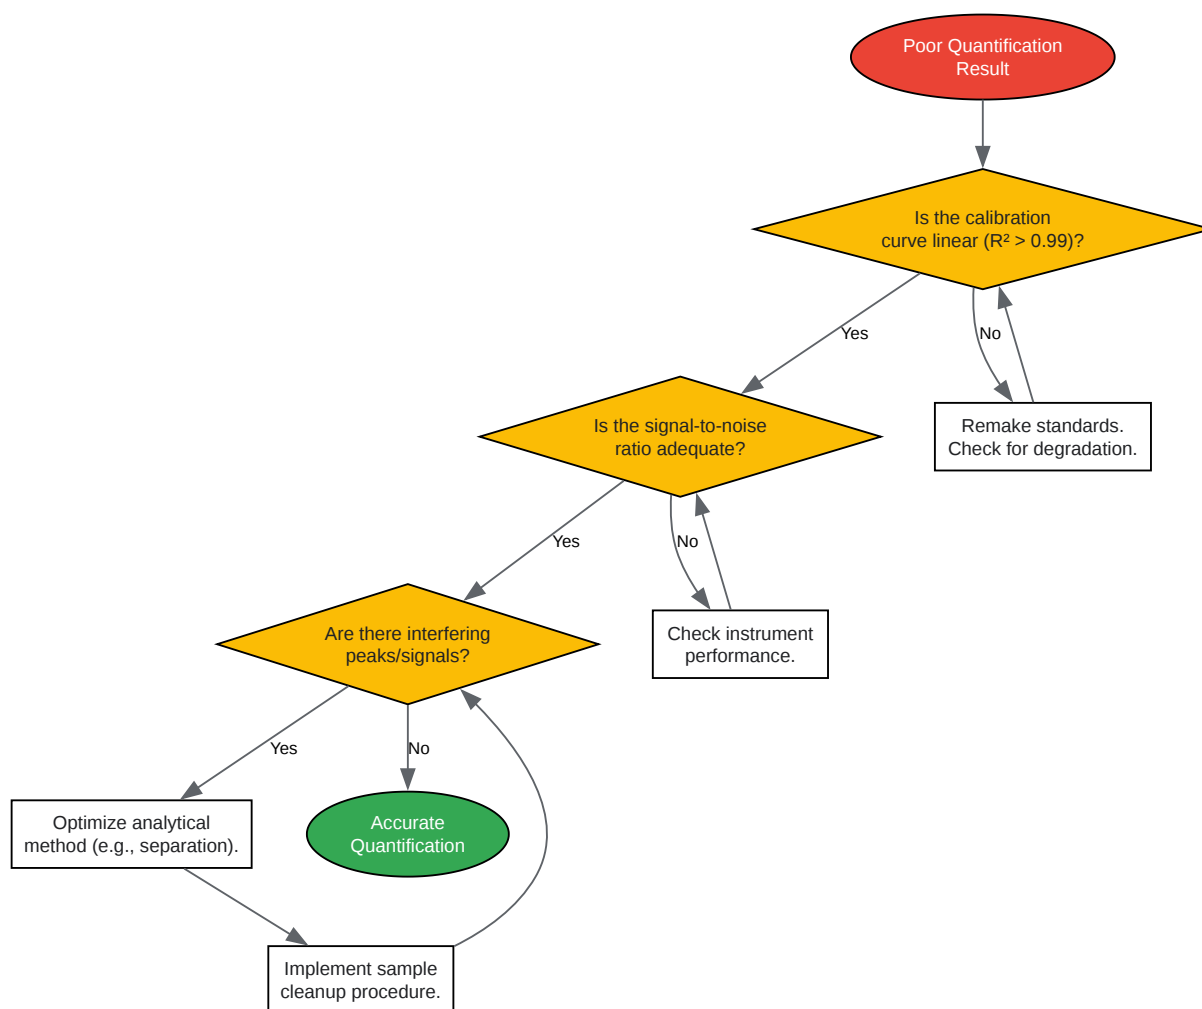 Poor Quantification
Result
Is the calibration
curve linear (R² > 0.99)?
Yes
No
Remake standards.
Check for degradation.
Is the signal-to-noise
ratio adequate?
Yes
No
Check instrument
performance.
Are there interfering
peaks/signals?
Yes
No
Optimize analytical
method (e.g., separation).
Accurate
Quantification
Implement sample
cleanup procedure.